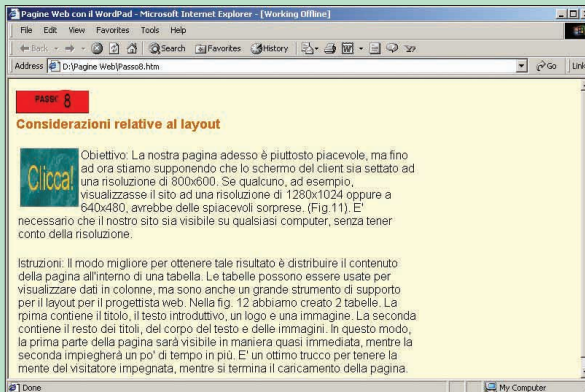 Pagine Web con il WordPad - Microsoft Internet Explorer - [Working Offline]
File Edit View Favorites Tools Help
Back Search Favorites History
Address D:\Pagine Web\Passo8.htm Go Link
PASSO 8
Considerazioni relative al layout
Clicca!
Obiettivo: La nostra pagina adesso è piuttosto piacevole, ma fino
ad ora stiamo supponendo che lo schermo del client sia settato ad
una risoluzione di 800x600. Se qualcuno, ad esempio,
visualizzasse il sito ad una risoluzione di 1280x1024 oppure a
640x480, avrebbe delle spiacevoli sorprese. (Fig.11). E'
necessario che il nostro sito sia visibile su qualsiasi computer, senza tener
conto della risoluzione.
Istruzioni: Il modo migliore per ottenere tale risultato è distribuire il contenuto
della pagina all'interno di una tabella. Le tabelle possono essere usate per
visualizzare dati in colonne, ma sono anche un grande strumento di supporto
per il layout per il progettista web. Nella fig. 12 abbiamo creato 2 tabelle. La
rpima contiene il titolo, il testo introduttivo, un logo e una immagine. La seconda
contiene il resto dei titoli, del corpo del testo e delle immagini. In questo modo,
la prima parte della pagina sarà visibile in maniera quasi immediata, mentre la
seconda impiegherà un po' di tempo in più. E' un ottimo trucco per tenere la
mente del visitatore impegnata, mentre si termina il caricamento della pagina.
Done My Computer